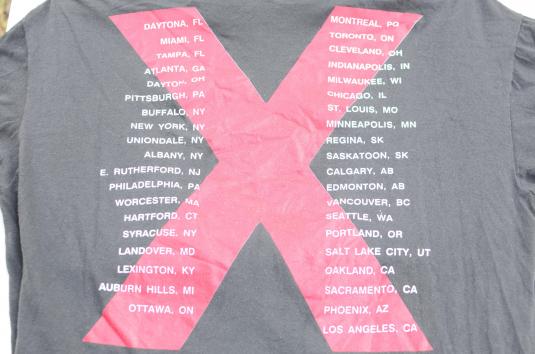 DAYTONA, FL
MIAMI, FL
TAMPA, FL
ATLANTA, GA
DAYTON, OH
PITTSBURGH, PA
BUFFALO, NY
NEW YORK, NY
UNIONDALE, NY
ALBANY, NY
E. RUTHERFORD, NJ
PHILADELPHIA, PA
WORCESTER, MA
HARTFORD, CT
SYRACUSE, NY
LANDOVER, MD
LEXINGTON, KY
AUBURN HILLS, MI
OTTAWA, ON
MONTREAL, PQ
TORONTO, ON
CLEVELAND, OH
INDIANAPOLIS, IN
MILWAUKEE, WI
CHICAGO, IL
ST. LOUIS, MO
MINNEAPOLIS, MN
REGINA, SK
SASKATOON, SK
CALGARY, AB
EDMONTON, AB
VANCOUVER, BC
SEATTLE, WA
PORTLAND, OR
SALT LAKE CITY, UT
OAKLAND, CA
SACRAMENTO, CA
PHOENIX, AZ
LOS ANGELES, CA